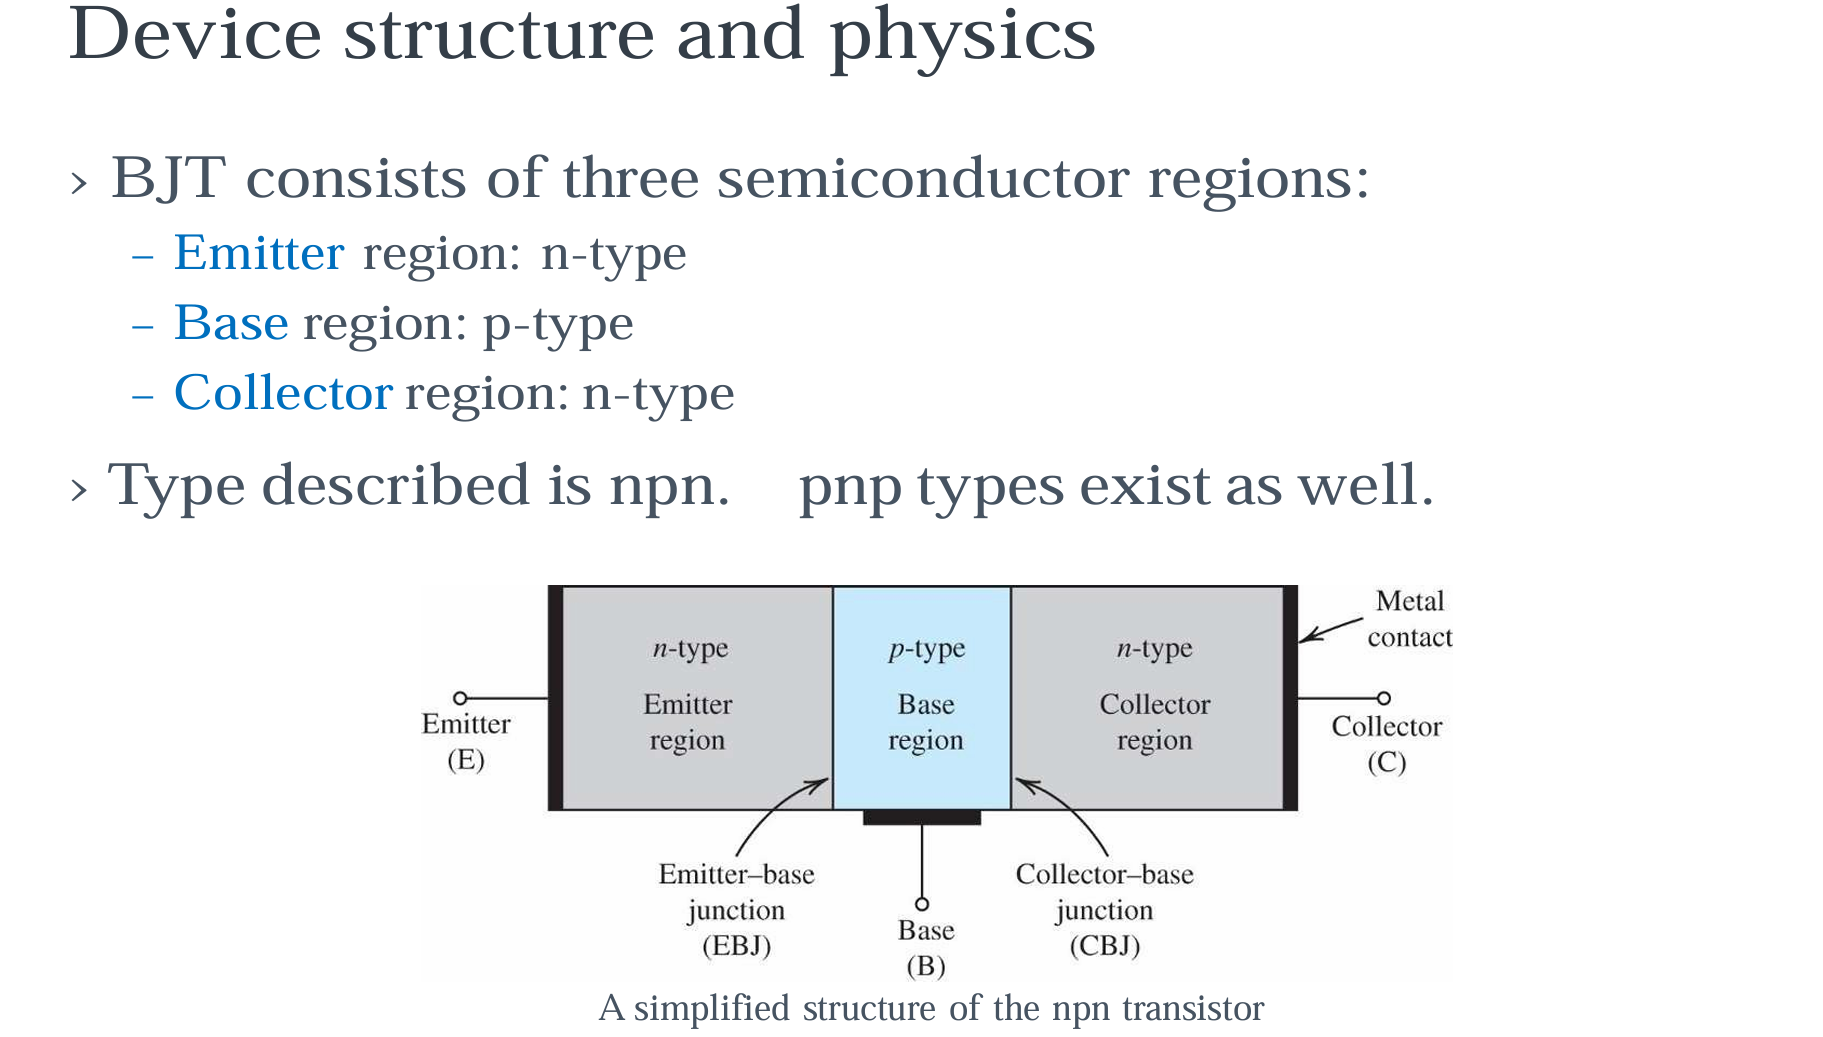 Device structure and physics
› BJT consists of three semiconductor regions:
– Emitter region: n-type
– Base region: p-type
– Collector region: n-type
› Type described is npn. pnp types exist as well.
Metal
contact
n-type
Emitter
region
p-type
Base
region
n-type
Collector
region
Emitter
(E)
Collector
(C)
Emitter–base
junction
(EBJ)
Base
(B)
Collector–base
junction
(CBJ)
A simplified structure of the npn transistor